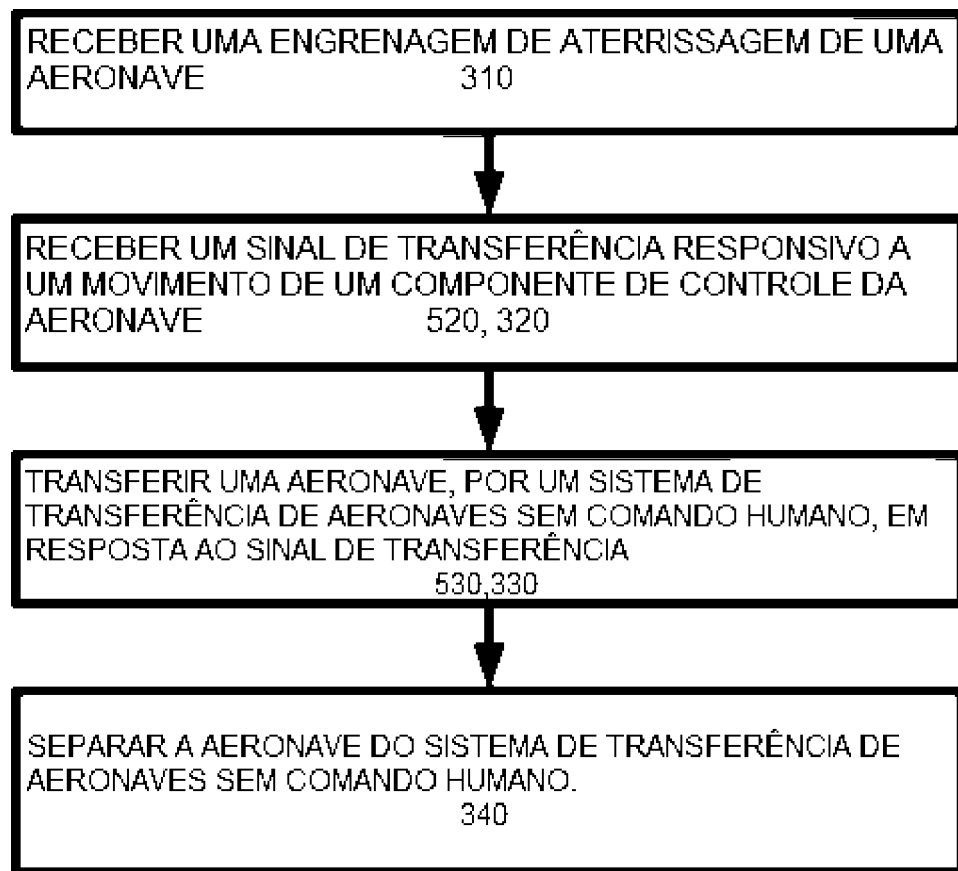 RECEBER UMA ENGRENAGEM DE ATERRISSAGEM DE UMA
AERONAVE 310
RECEBER UM SINAL DE TRANSFERÊNCIA RESPONSIVO A
UM MOVIMENTO DE UM COMPONENTE DE CONTROLE DA
AERONAVE 520, 320
TRANSFERIR UMA AERONAVE, POR UM SISTEMA DE
TRANSFERÊNCIA DE AERONAVES SEM COMANDO HUMANO, EM
RESPOSTA AO SINAL DE TRANSFERÊNCIA
530,330
SEPARAR A AERONAVE DO SISTEMA DE TRANSFERÊNCIA DE
AERONAVES SEM COMANDO HUMANO.
340